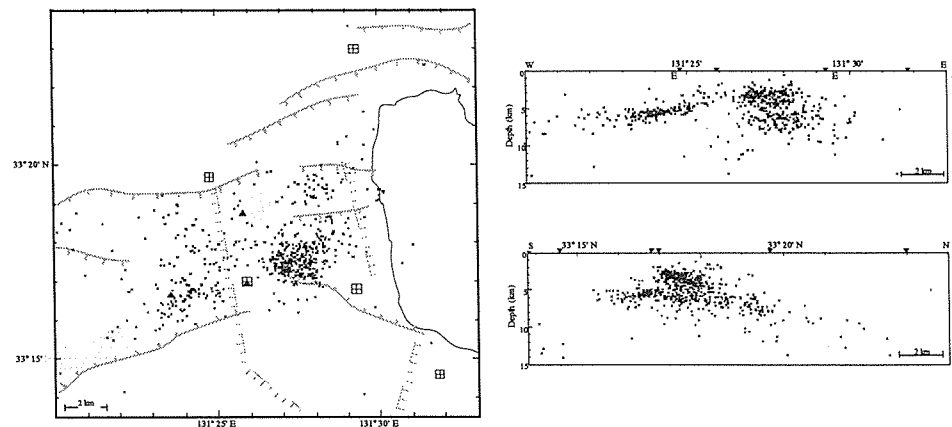 33° 20' N
33° 15'
2 km
131° 25' E
131° 30' E
W
131° 25'
E
131° 30'
E
E
0
5
10
15
Depth (km)
2 km
S
33° 15' N
33° 20' N
N
0
5
10
15
Depth (km)
2 km